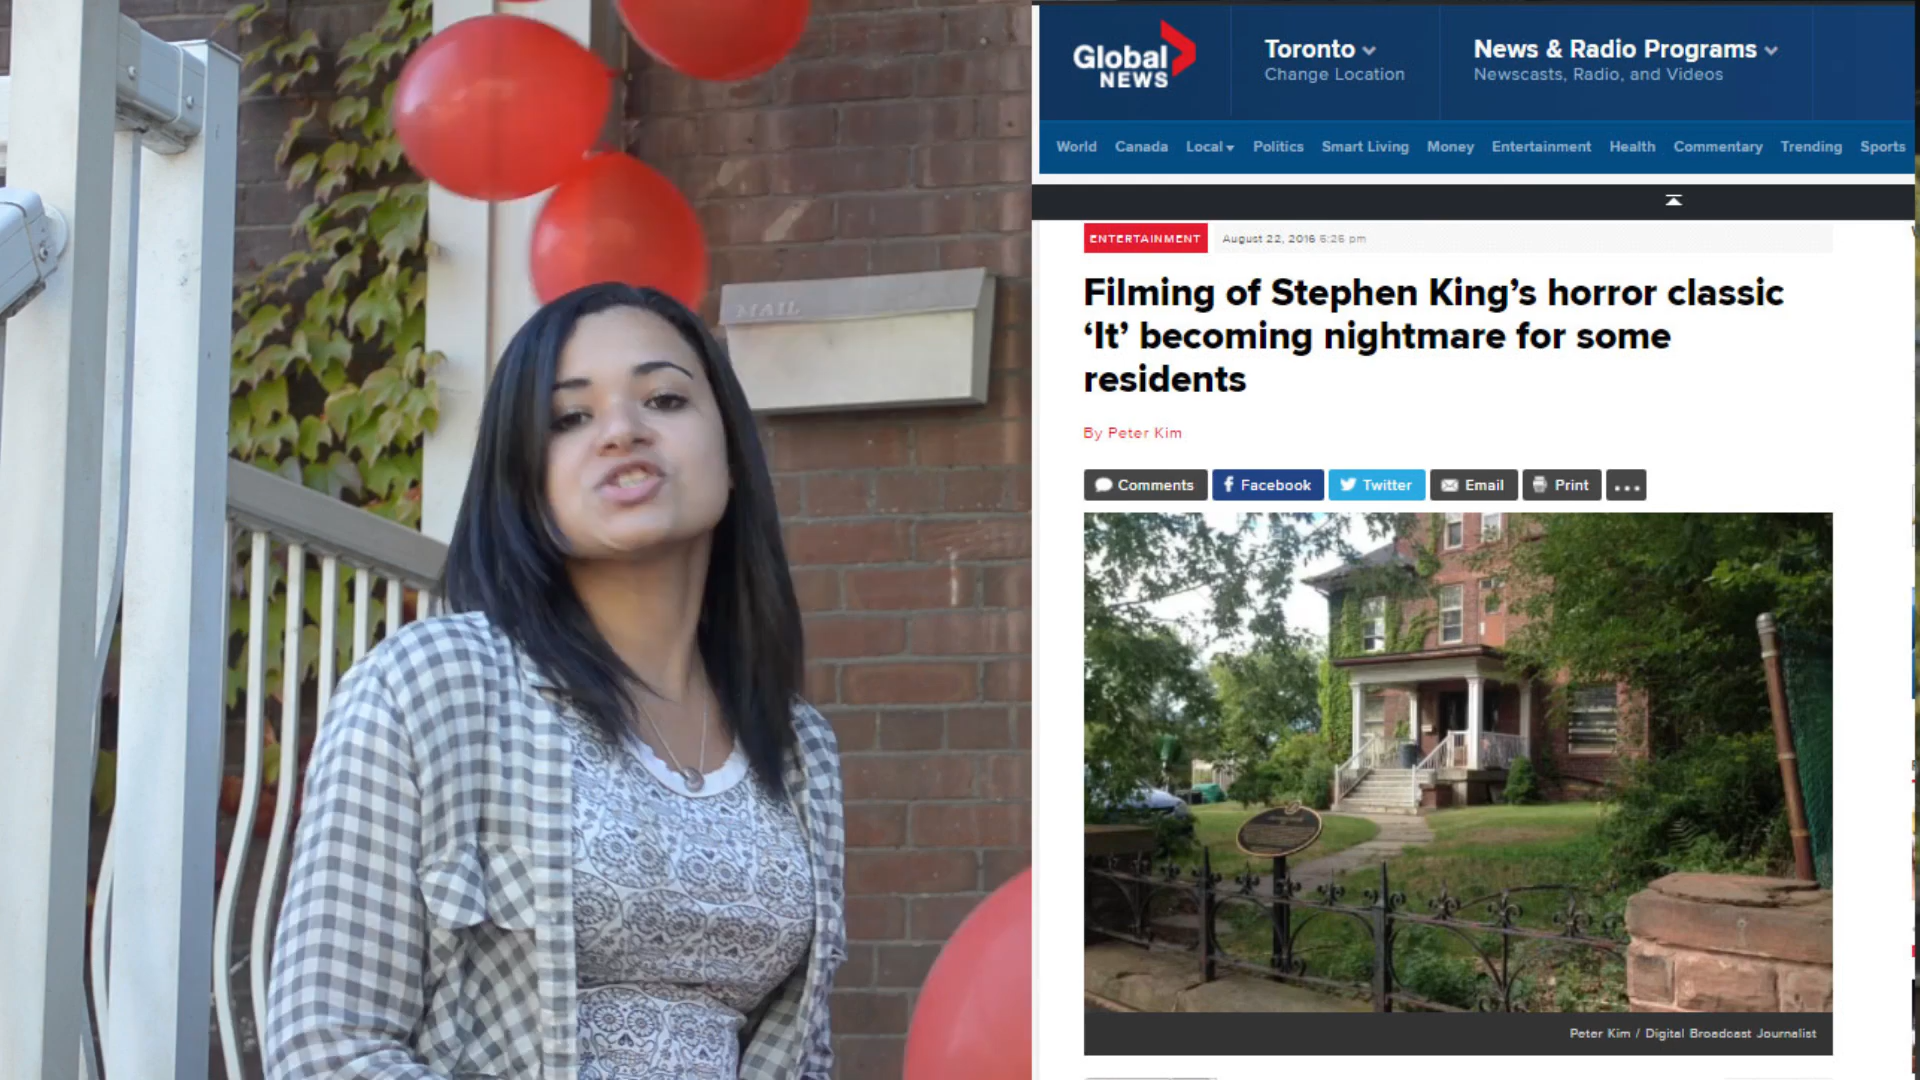 MAIL
Global
NEWS
Toronto
Change Location
News & Radio Programs
Newscasts, Radio, and Videos
World Canada Local Politics Smart Living Money Entertainment Health Commentary Trending Sports
ENTERTAINMENT
August 22, 2016 6:26 pm
Filming of Stephen King’s horror classic
‘It’ becoming nightmare for some
residents
By Peter Kim
Comments
Facebook
Twitter
Email
Print
...
Peter Kim / Digital Broadcast Journalist